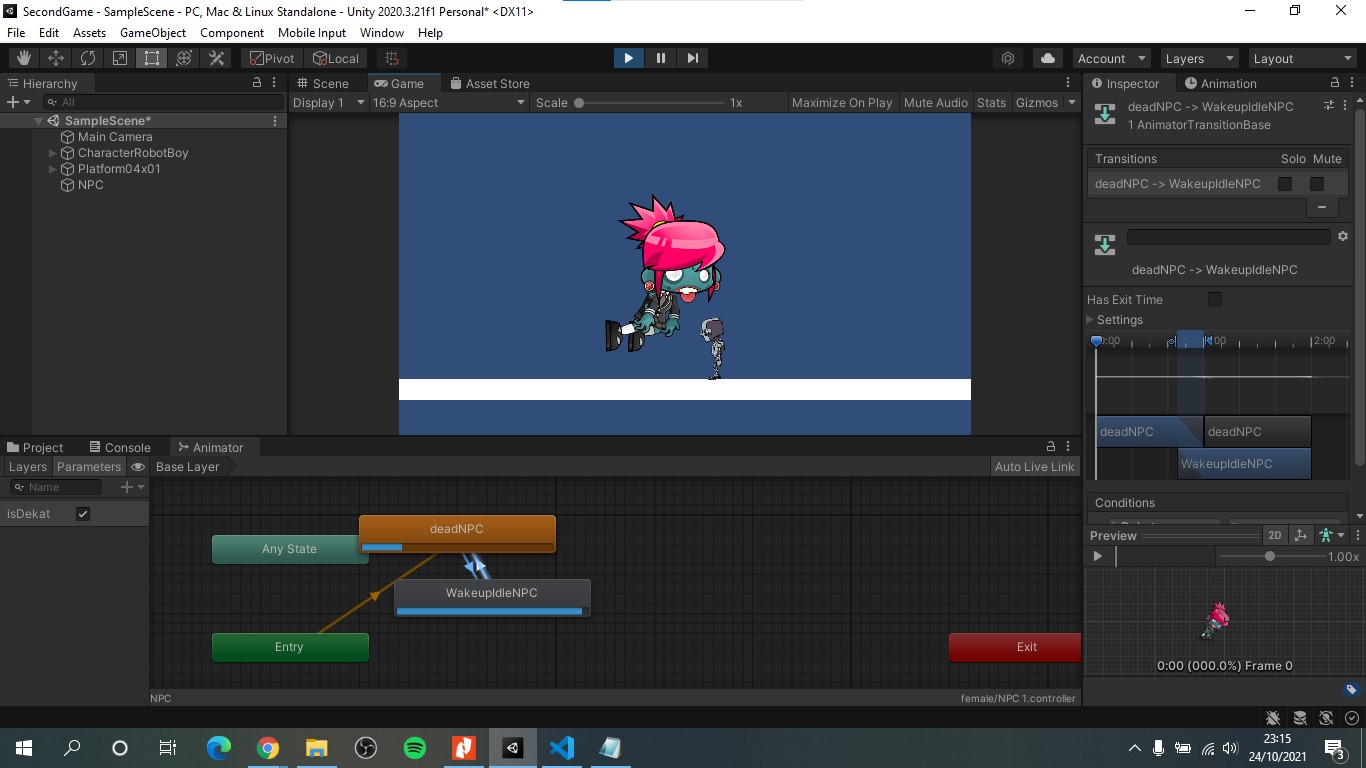 SecondGame - SampleScene - PC, Mac & Linux Standalone - Unity 2020.3.21f1 Personal* <DX11>
File Edit Assets GameObject Component Mobile Input Window Help
Pivot Local Account Layers Layout
Hierarchy
All
SampleScene*
Main Camera
CharacterRobotBoy
Platform04x01
NPC
Scene Game Asset Store
Display 1 16:9 Aspect Scale 1x Maximize On Play Mute Audio Stats Gizmos
Project Console Animator
Layers Parameters Base Layer Auto Live Link
Name
isDekat
deadNPC
Any State
WakeupIdleNPC
Entry
Exit
NPC female/NPC 1.controller
Inspector Animation
deadNPC -> WakeupIdleNPC
1 AnimatorTransitionBase
Transitions Solo Mute
deadNPC -> WakeupIdleNPC
deadNPC -> WakeupIdleNPC
Has Exit Time
Settings
2:00
deadNPC deadNPC
WakeupIdleNPC
Conditions
Preview 2D
1.00x
0:00 (000.0%) Frame 0
23:15
24/10/2021
3